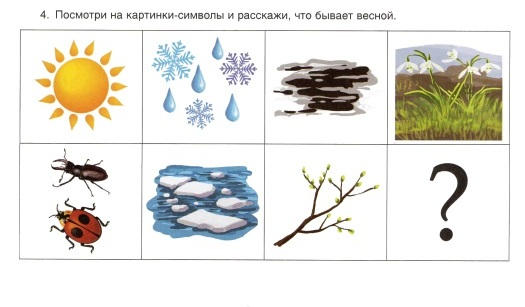 4. Посмотри на картинки-символы и расскажи, что бывает весной.
?